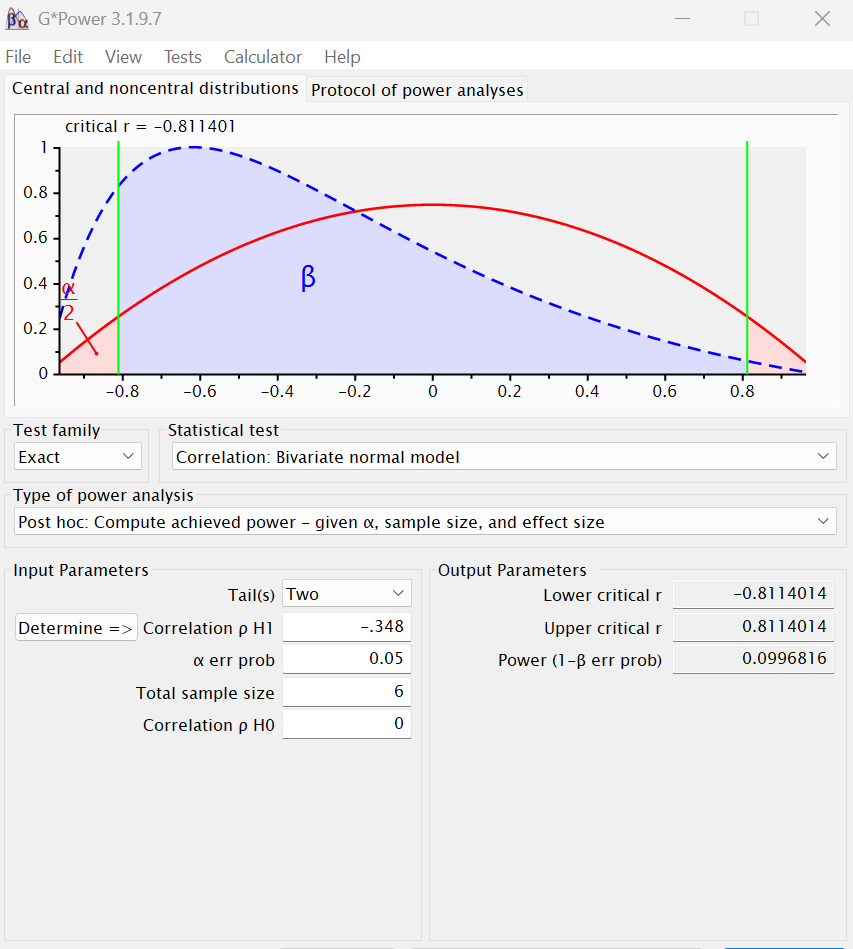 G*Power 3.1.9.7
File Edit View Tests Calculator Help
Central and noncentral distributions Protocol of power analyses
critical r = -0.811401
1
0.8
0.6
0.4
0.2
0
α
2
β
-0.8 -0.6 -0.4 -0.2 0 0.2 0.4 0.6 0.8
Test family Statistical test
Exact Correlation: Bivariate normal model
Type of power analysis
Post hoc: Compute achieved power - given α, sample size, and effect size
Input Parameters Output Parameters
Tail(s) Two Lower critical r -0.8114014
Determine => Correlation ρ H1 -.348 Upper critical r 0.8114014
α err prob 0.05 Power (1-β err prob) 0.0996816
Total sample size 6
Correlation ρ H0 0